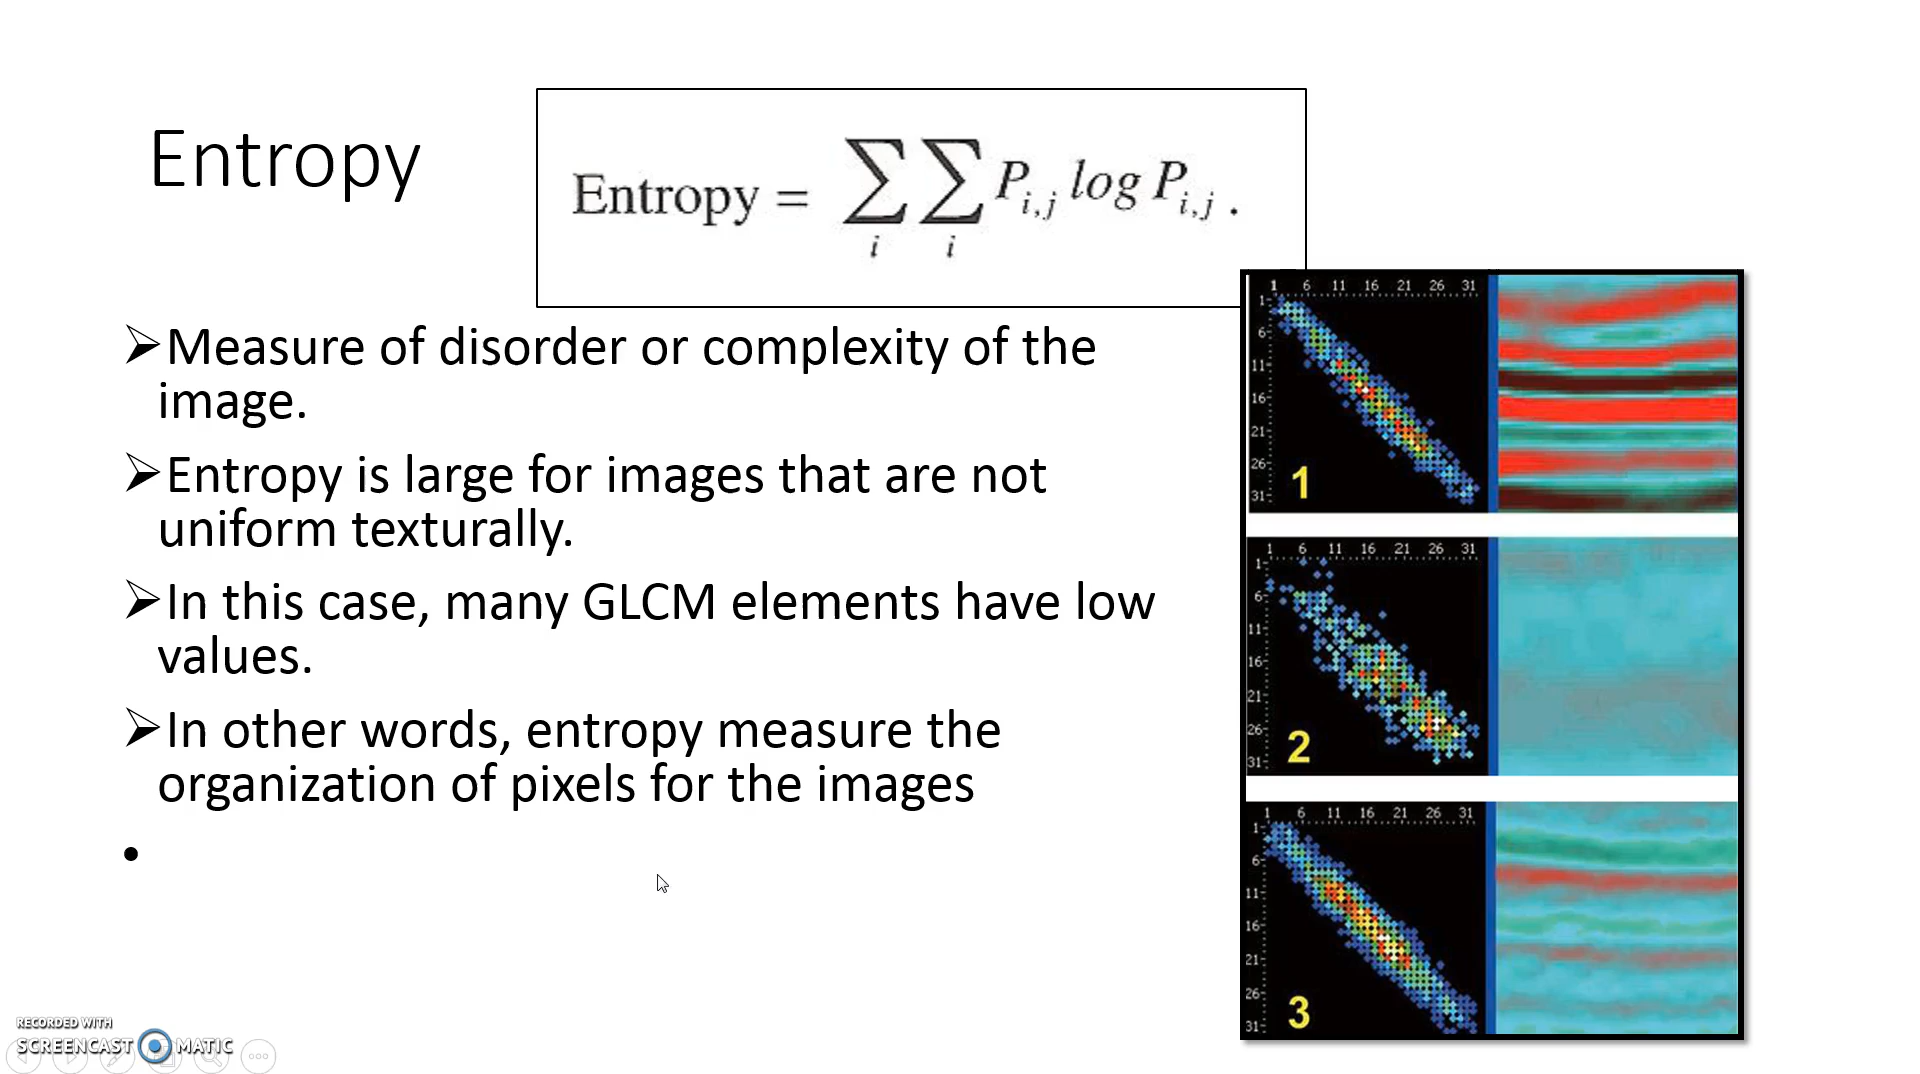 Entropy
Entropy = ∑ ∑ P i,j log P i,j .
i i
➢Measure of disorder or complexity of the
image.
➢Entropy is large for images that are not
uniform texturally.
➢In this case, many GLCM elements have low
values.
➢In other words, entropy measure the
organization of pixels for the images
•
1 6 11 16 21 26 31
1
6
11
16
21
26
31
1
1 6 11 16 21 26 31
1
6
11
16
21
26
31
2
1 6 11 16 21 26 31
1
6
11
16
21
26
31
3
RECORDED WITH
SCREENCAST MATIC